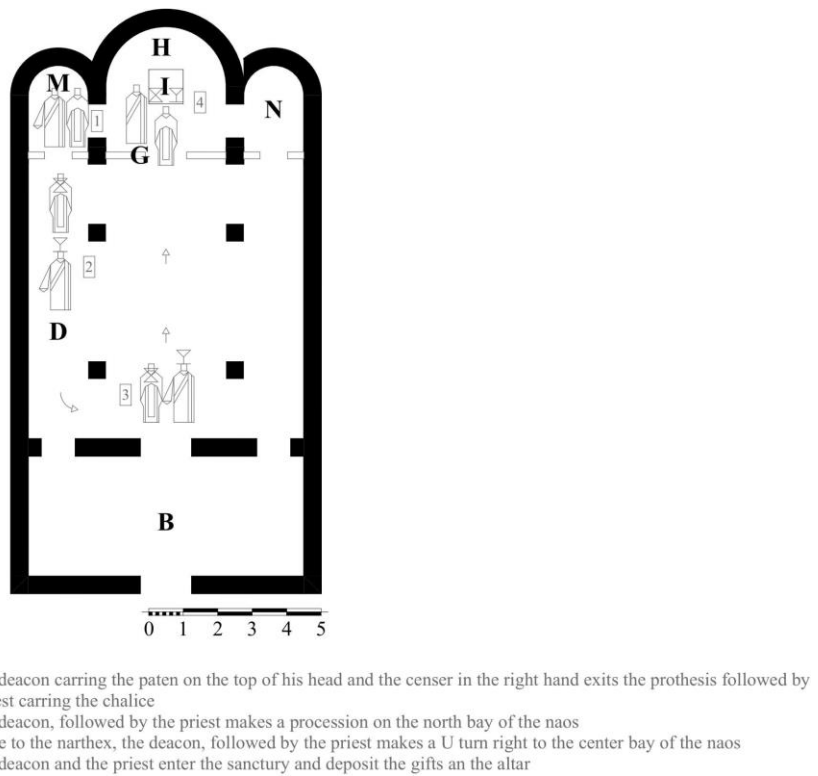 H
M
I
N
4
1
G
2
D
3
B
0 1 2 3 4 5
deacon carring the paten on the top of his head and the censer in the right hand exits the prothesis followed by
est carring the chalice
deacon, followed by the priest makes a procession on the north bay of the naos
e to the narthex, the deacon, followed by the priest makes a U turn right to the center bay of the naos
deacon and the priest enter the sanctury and deposit the gifts an the altar